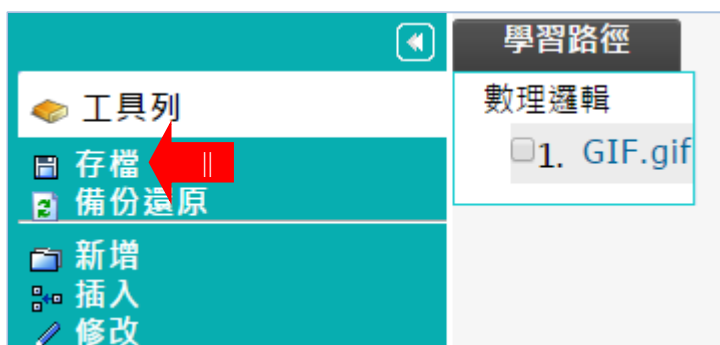 學習路徑
工具列
數理邏輯
1. GIF.gif
存檔
備份還原
新增
插入
修改